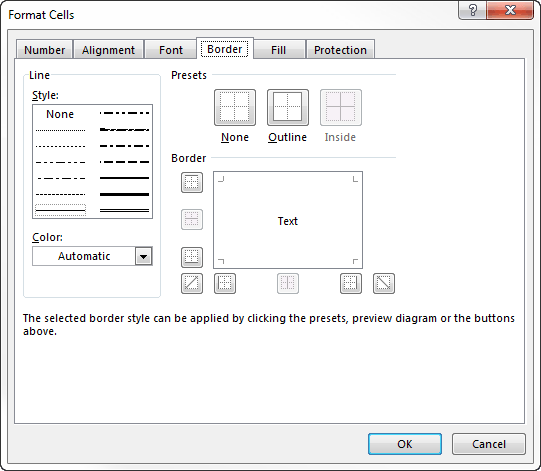 Format Cells
?
Number Alignment Font Border Fill Protection
Line
Style:
None
Color:
Automatic
Presets
None Outline Inside
Border
Text
The selected border style can be applied by clicking the presets, preview diagram or the buttons
above.
OK Cancel